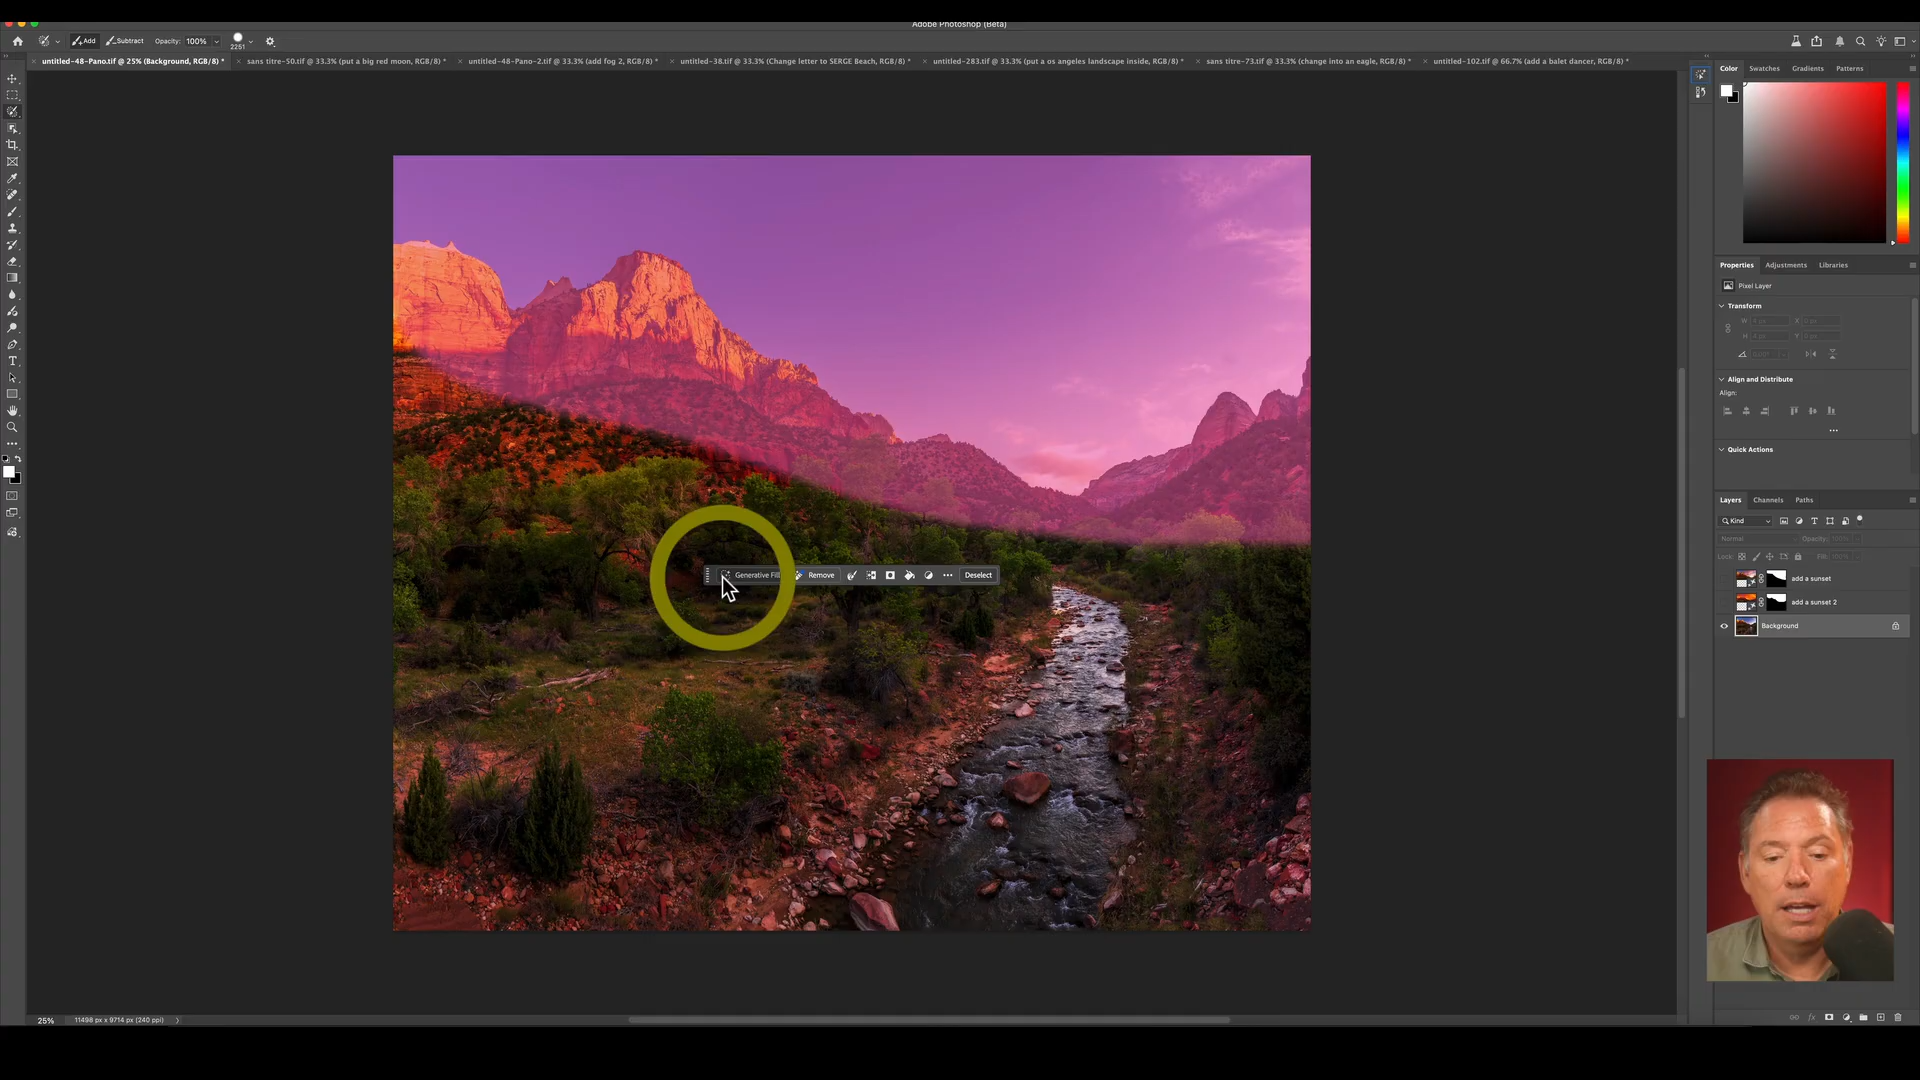 Adobe Photoshop (Beta)
Add Subtract Opacity: 100%
2251
untitled-48-Pano.tif @ 25% (Background, RGB/8) *
sans titre-50.tif @ 33.3% (put a big red moon, RGB/8) *
untitled-48-Pano-2.tif @ 33.3% (add fog 2, RGB/8) *
untitled-38.tif @ 33.3% (Change letter to SERGE Beach, RGB/8) *
untitled-283.tif @ 33.3% (put a os angeles landscape inside, RGB/8) *
sans titre-73.tif @ 33.3% (change into an eagle, RGB/8) *
untitled-102.tif @ 66.7% (add a balet dancer, RGB/8) *
Color Swatches Gradients Patterns
Properties Adjustments Libraries
Pixel Layer
Transform
W X
H Y
Align and Distribute
Align:
Quick Actions
Layers Channels Paths
Kind
Normal Opacity: 100%
Lock: Fill: 100%
add a sunset
add a sunset 2
Background
Generative Fill Remove Deselect
25% 11498 px x 9714 px (240 ppi)
fx